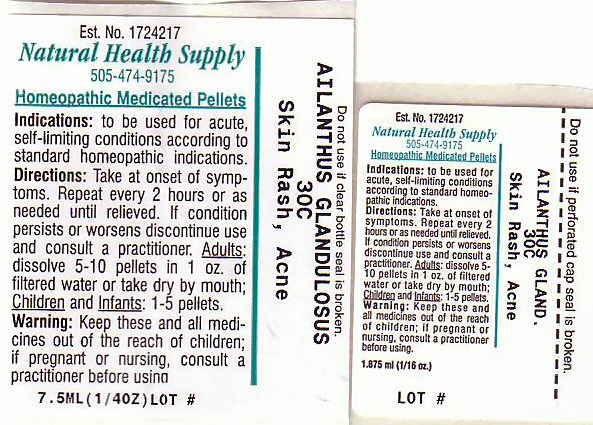 Est. No. 1724217
Natural Health Supply
505-474-9175
Homeopathic Medicated Pellets
Indications: to be used for acute,
self-limiting conditions according to
standard homeopathic indications.
Directions: Take at onset of symp-
toms. Repeat every 2 hours or as
needed until relieved. If condition
persists or worsens discontinue use
and consult a practitioner. Adults:
dissolve 5-10 pellets in 1 oz. of
filtered water or take dry by mouth;
Children and Infants: 1-5 pellets.
Warning: Keep these and all medi-
cines out of the reach of children;
if pregnant or nursing, consult a
practitioner before using
7.5ML(1/4OZ)LOT #
Do not use if clear bottle seal is broken.
AILANTHUS GLANDULOSUS
30C
Skin Rash, Acne
Est. No. 1724217
Natural Health Supply
505-474-9175
Homeopathic Medicated Pellets
Indications: to be used for
acute, self-limiting conditions
according to standard homeo-
pathic indications.
Directions: Take at onset of
symptoms. Repeat every 2
hours or as needed until relieved.
If condition persists or worsens
discontinue use and consult a
practitioner. Adults: dissolve 5-
10 pellets in 1 oz. of filtered
water or take dry by mouth;
Children and Infants: 1-5 pellets.
Warning: Keep these and
all medicines out of the reach
of children; if pregnant or
nursing, consult a practitioner
before using.
1.875 ml (1/16 oz.)
LOT #
Do not use if perforated cap seal is broken.
AILANTHUS GLAND.
30C
Skin Rash, Acne